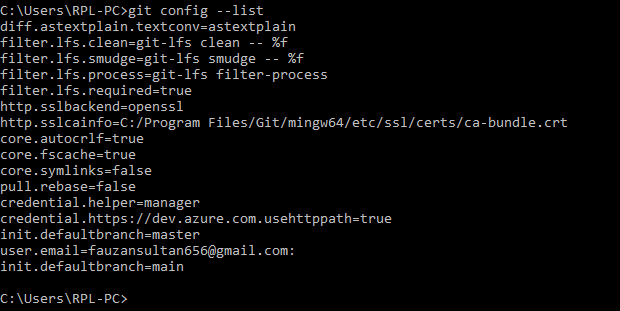 C:\Users\RPL-PC>git config --list
diff.astextplain.textconv=astextplain
filter.lfs.clean=git-lfs clean -- %f
filter.lfs.smudge=git-lfs smudge -- %f
filter.lfs.process=git-lfs filter-process
filter.lfs.required=true
http.sslbackend=openssl
http.sslcainfo=C:/Program Files/Git/mingw64/etc/ssl/certs/ca-bundle.crt
core.autocrlf=true
core.fscache=true
core.symlinks=false
pull.rebase=false
credential.helper=manager
credential.https://dev.azure.com.usehttppath=true
init.defaultbranch=master
user.email=fauzansultan656@gmail.com:
init.defaultbranch=main
C:\Users\RPL-PC>